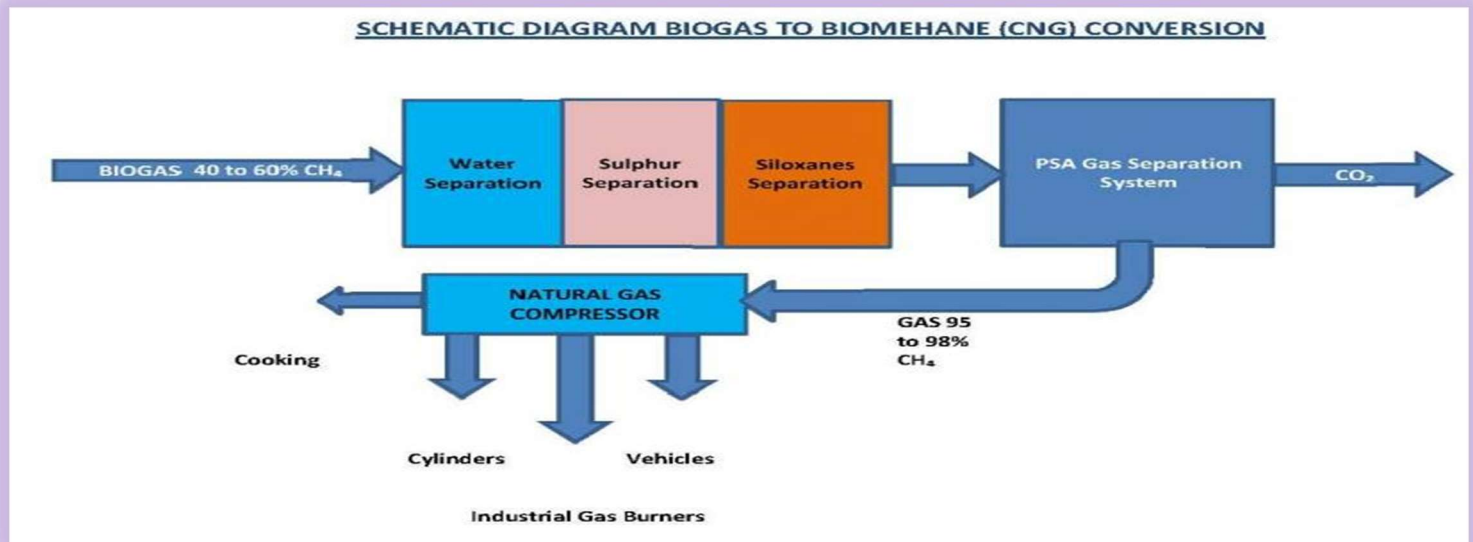 SCHEMATIC DIAGRAM BIOGAS TO BIOMEHANE (CNG) CONVERSION
BIOGAS 40 to 60% CH₄
Water
Separation
Sulphur
Separation
Siloxanes
Separation
PSA Gas Separation
System
CO₂
NATURAL GAS
COMPRESSOR
GAS 95
to 98%
CH₄
Cooking
Cylinders
Vehicles
Industrial Gas Burners